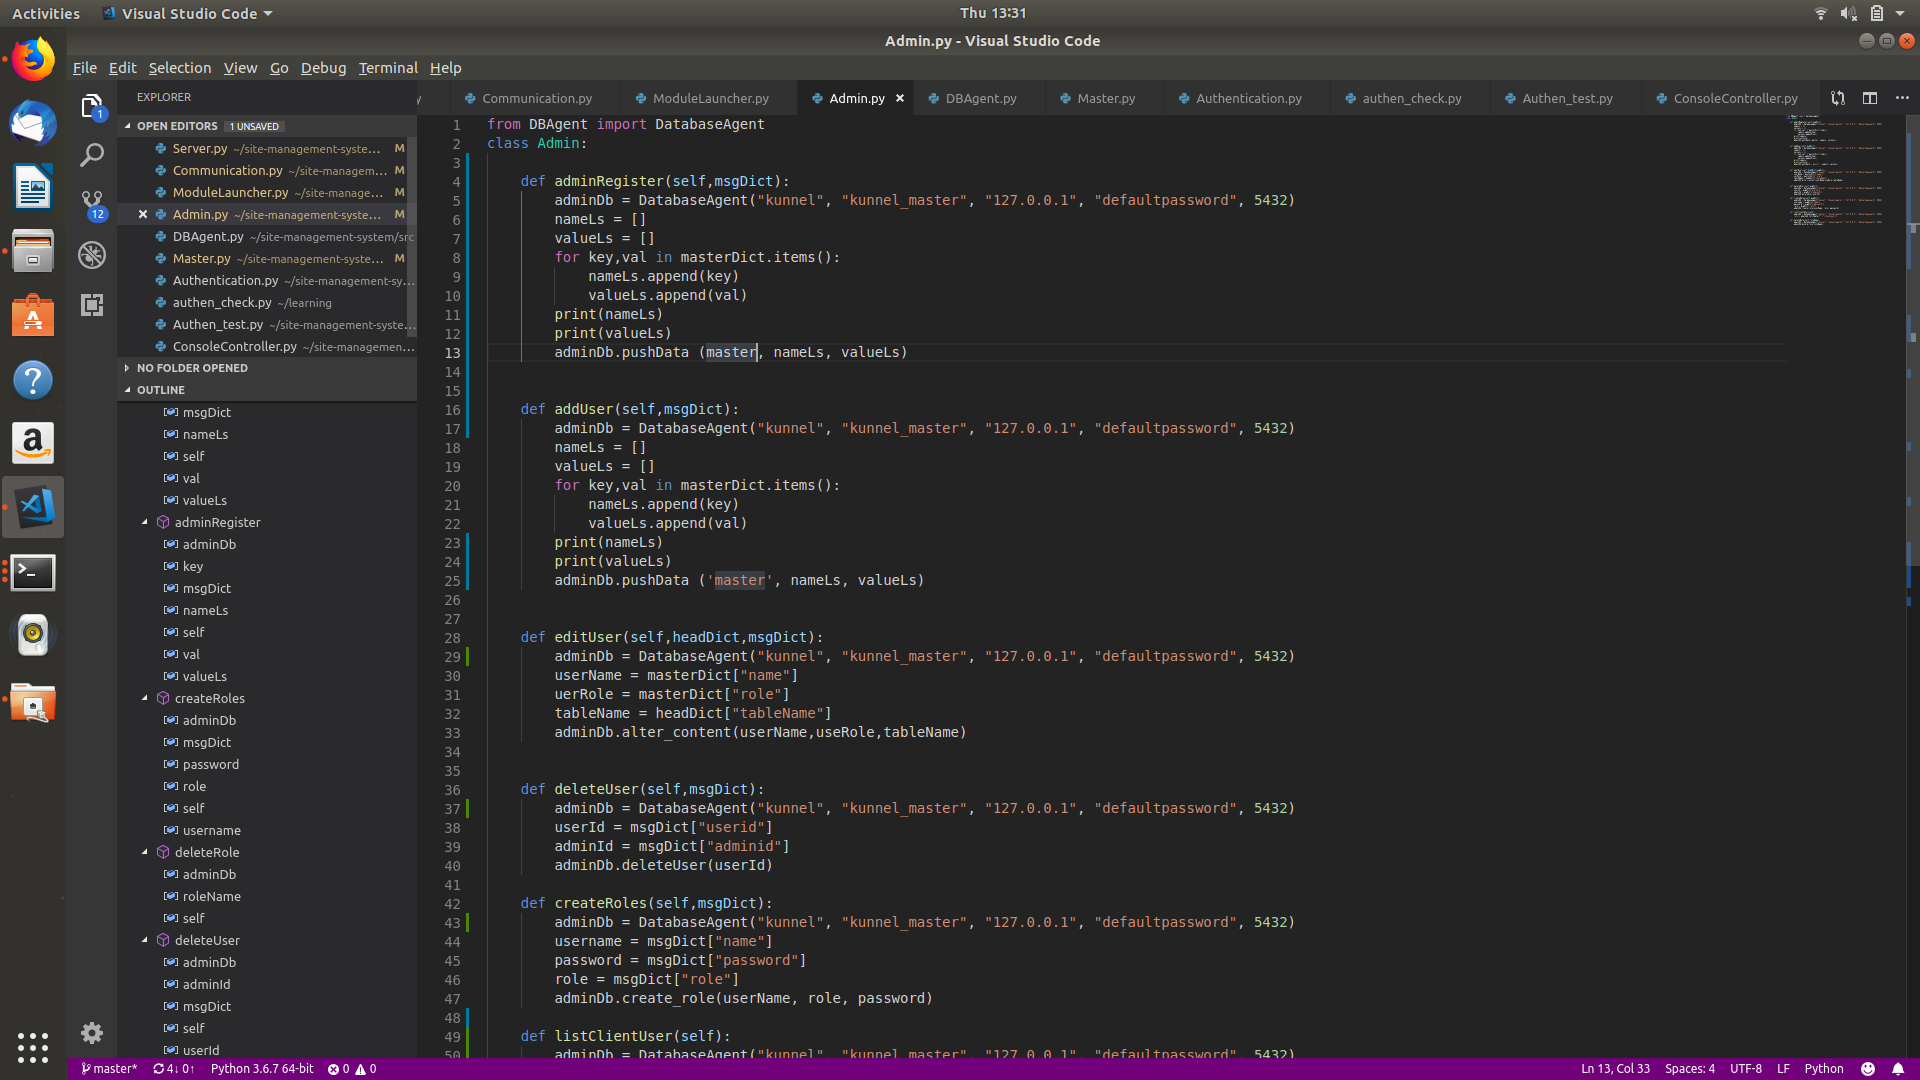 Activities
Visual Studio Code
Thu 13:31
Admin.py - Visual Studio Code
File Edit Selection View Go Debug Terminal Help
EXPLORER
OPEN EDITORS 1 UNSAVED
Server.py ~/site-management-syste... M
Communication.py ~/site-manage... M
ModuleLauncher.py ~/site-manage... M
Admin.py ~/site-management-syste... M
DBAgent.py ~/site-management-system/src
Master.py ~/site-management-syste... M
Authentication.py ~/site-management-sy...
authen_check.py ~/learning
Authen_test.py ~/site-management-syste...
ConsoleController.py ~/site-managemen...
NO FOLDER OPENED
OUTLINE
msgDict
nameLs
self
val
valueLs
adminRegister
adminDb
key
msgDict
nameLs
self
val
valueLs
createRoles
adminDb
msgDict
password
role
self
username
deleteRole
adminDb
roleName
self
deleteUser
adminDb
adminId
msgDict
self
userId
1
12
y Communication.py ModuleLauncher.py Admin.py DBAgent.py Master.py Authentication.py authen_check.py Authen_test.py ConsoleController.py
1 from DBAgent import DatabaseAgent
2 class Admin:
3
4 def adminRegister(self,msgDict):
5 adminDb = DatabaseAgent("kunnel", "kunnel_master", "127.0.0.1", "defaultpassword", 5432)
6 nameLs = []
7 valueLs = []
8 for key,val in masterDict.items():
9 nameLs.append(key)
10 valueLs.append(val)
11 print(nameLs)
12 print(valueLs)
13 adminDb.pushData (master, nameLs, valueLs)
14
15
16 def addUser(self,msgDict):
17 adminDb = DatabaseAgent("kunnel", "kunnel_master", "127.0.0.1", "defaultpassword", 5432)
18 nameLs = []
19 valueLs = []
20 for key,val in masterDict.items():
21 nameLs.append(key)
22 valueLs.append(val)
23 print(nameLs)
24 print(valueLs)
25 adminDb.pushData ('master', nameLs, valueLs)
26
27
28 def editUser(self,headDict,msgDict):
29 adminDb = DatabaseAgent("kunnel", "kunnel_master", "127.0.0.1", "defaultpassword", 5432)
30 userName = masterDict["name"]
31 uerRole = masterDict["role"]
32 tableName = headDict["tableName"]
33 adminDb.alter_content(userName,useRole,tableName)
34
35
36 def deleteUser(self,msgDict):
37 adminDb = DatabaseAgent("kunnel", "kunnel_master", "127.0.0.1", "defaultpassword", 5432)
38 userId = msgDict["userid"]
39 adminId = msgDict["adminid"]
40 adminDb.deleteUser(userId)
41
42 def createRoles(self,msgDict):
43 adminDb = DatabaseAgent("kunnel", "kunnel_master", "127.0.0.1", "defaultpassword", 5432)
44 username = msgDict["name"]
45 password = msgDict["password"]
46 role = msgDict["role"]
47 adminDb.create_role(userName, role, password)
48
49 def listClientUser(self):
50 adminDb = DatabaseAgent("kunnel", "kunnel_master", "127.0.0.1", "defaultpassword", 5432)
master* 4↓ 0↑ Python 3.6.7 64-bit 0 0
Ln 13, Col 33 Spaces: 4 UTF-8 LF Python